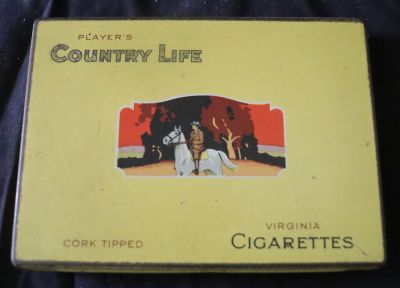 PLAYER'S
COUNTRY LIFE
CORK TIPPED
VIRGINIA
CIGARETTES